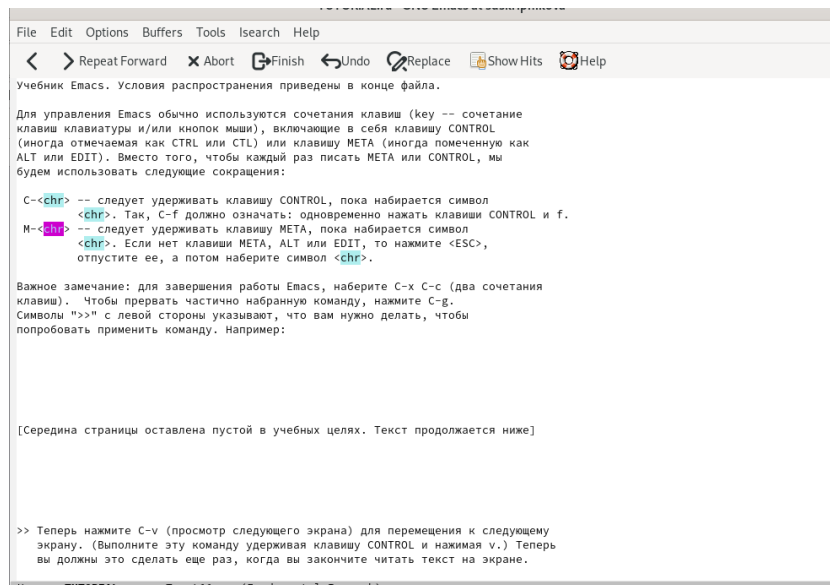 File Edit Options Buffers Tools Isearch Help
Repeat Forward Abort Finish Undo Replace Show Hits Help
Учебник Emacs. Условия распространения приведены в конце файла.
Для управления Emacs обычно используются сочетания клавиш (key -- сочетание
клавиш клавиатуры и/или кнопок мыши), включающие в себя клавишу CONTROL
(иногда отмечаемая как CTRL или CTL) или клавишу META (иногда помеченную как
ALT или EDIT). Вместо того, чтобы каждый раз писать META или CONTROL, мы
будем использовать следующие сокращения:
C-<chr> -- следует удерживать клавишу CONTROL, пока набирается символ
<chr>. Так, C-f должно означать: одновременно нажать клавиши CONTROL и f.
M-<chr> -- следует удерживать клавишу META, пока набирается символ
<chr>. Если нет клавиши META, ALT или EDIT, то нажмите <ESC>,
отпустите ее, а потом наберите символ <chr>.
Важное замечание: для завершения работы Emacs, наберите C-x C-c (два сочетания
клавиш). Чтобы прервать частично набранную команду, нажмите C-g.
Символы ">>" с левой стороны указывают, что вам нужно делать, чтобы
попробовать применить команду. Например:
[Середина страницы оставлена пустой в учебных целях. Текст продолжается ниже]
>> Теперь нажмите C-v (просмотр следующего экрана) для перемещения к следующему
экрану. (Выполните эту команду удерживая клавишу CONTROL и нажимая v.) Теперь
вы должны это сделать еще раз, когда вы закончите читать текст на экране.